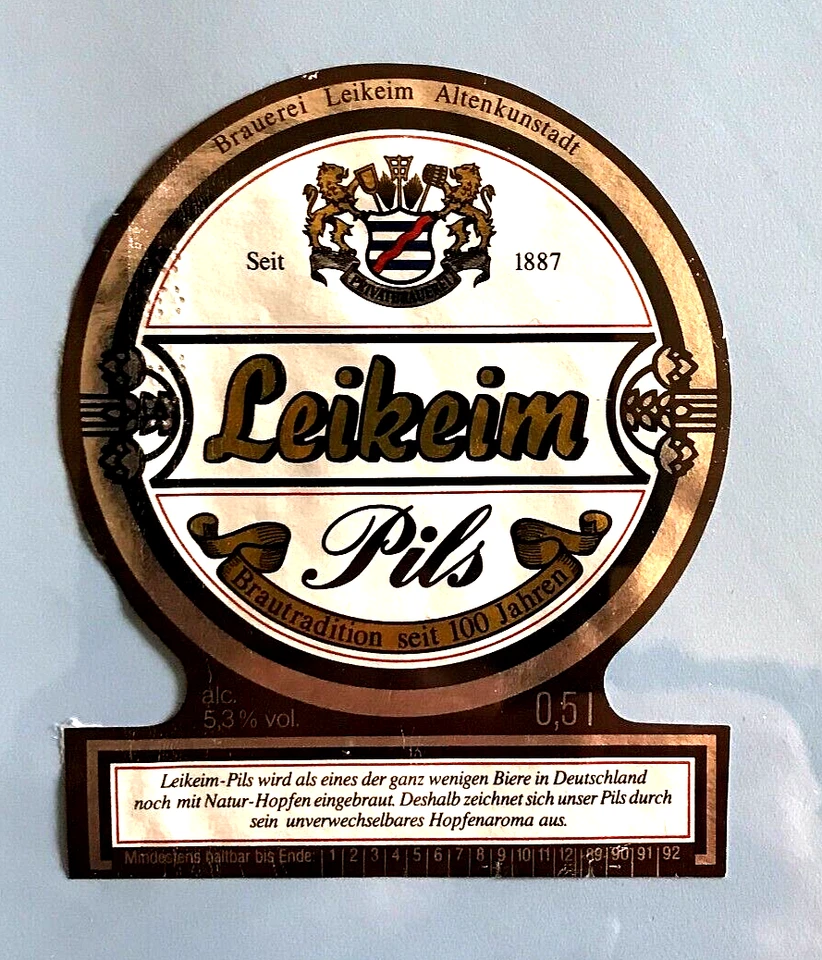 Brauerei Leikeim Altenkunstadt
Seit 1887
PRIVATBRAUEREI
Leikeim
Pils
Brautradition seit 100 Jahren
alc.
5,3 % vol.
0,5 l
Leikeim-Pils wird als eines der ganz wenigen Biere in Deutschland
noch mit Natur-Hopfen eingebraut. Deshalb zeichnet sich unser Pils durch
sein unverwechselbares Hopfenaroma aus.
Mindestens haltbar bis Ende: 1 2 3 4 5 6 7 8 9 10 11 12 89 90 91 92